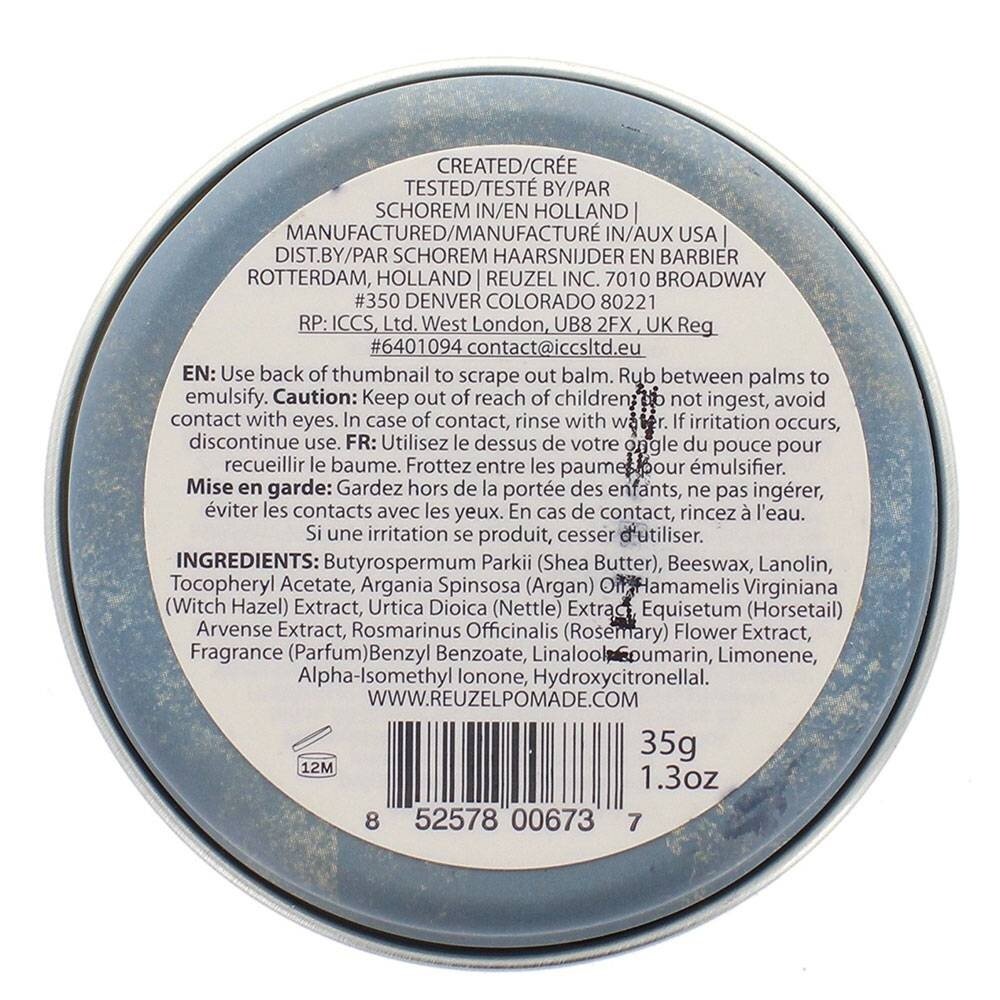 CREATED/CRÉE
TESTED/TESTÉ BY/PAR
SCHOREM IN/EN HOLLAND |
MANUFACTURED/MANUFACTURÉ IN/AUX USA |
DIST.BY/PAR SCHOREM HAARSNIJDER EN BARBIER
ROTTERDAM, HOLLAND | REUZEL INC. 7010 BROADWAY
#350 DENVER COLORADO 80221
RP: ICCS, Ltd. West London, UB8 2FX , UK Reg
#6401094 contact@iccsltd.eu
EN: Use back of thumbnail to scrape out balm. Rub between palms to
emulsify. Caution: Keep out of reach of children, do not ingest, avoid
contact with eyes. In case of contact, rinse with water. If irritation occurs,
discontinue use. FR: Utilisez le dessus de votre ongle du pouce pour
recueillir le baume. Frottez entre les paumes pour émulsifier.
Mise en garde: Gardez hors de la portée des enfants, ne pas ingérer,
éviter les contacts avec les yeux. En cas de contact, rincez à l'eau.
Si une irritation se produit, cesser d'utiliser.
INGREDIENTS: Butyrospermum Parkii (Shea Butter), Beeswax, Lanolin,
Tocopheryl Acetate, Argania Spinsosa (Argan) Oil, Hamamelis Virginiana
(Witch Hazel) Extract, Urtica Dioica (Nettle) Extract, Equisetum (Horsetail)
Arvense Extract, Rosmarinus Officinalis (Rosemary) Flower Extract,
Fragrance (Parfum)Benzyl Benzoate, Linalool, Coumarin, Limonene,
Alpha-Isomethyl Ionone, Hydroxycitronellal.
WWW.REUZELPOMADE.COM
12M
35g
1.3oz
8 52578 00673 7